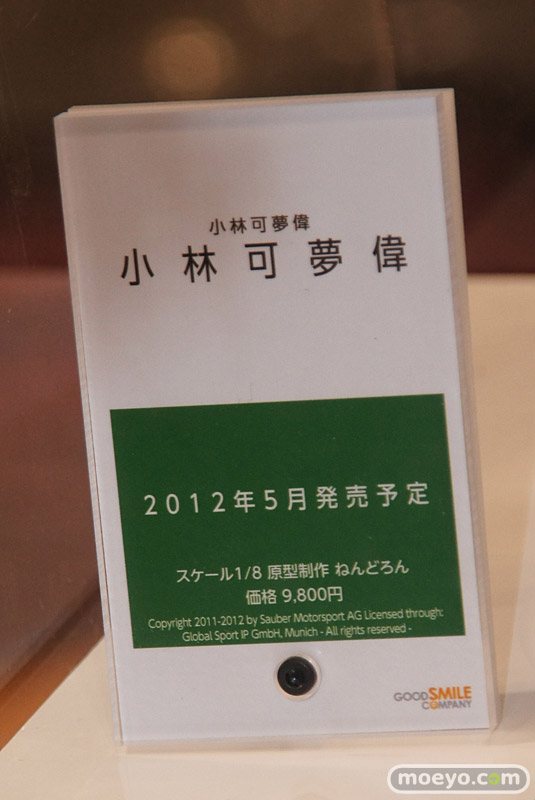 小林可夢偉
小林可夢偉
2012年5月発売予定
スケール1/8 原型制作 ねんどろん
価格 9,800円
Copyright 2011-2012 by Sauber Motorsport AG Licensed through:
Global Sport IP GmbH, Munich - All rights reserved -
GOOD SMILE
COMPANY
moeyo.com